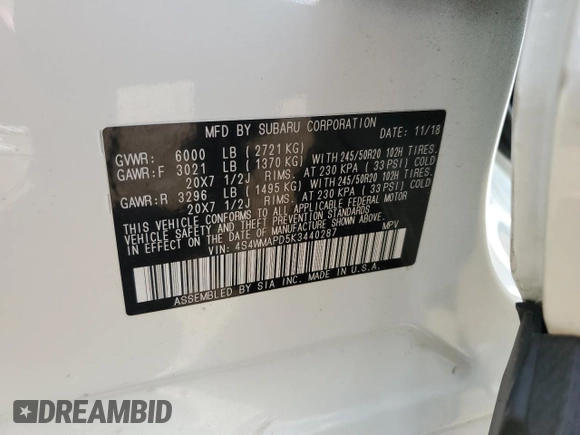 MFD BY SUBARU CORPORATION DATE: 11/18
GVWR: 6000 LB ( 2721 KG)
GAWR:F 3021 LB ( 1370 KG) WITH 245/50R20 102H TIRES.
20X7 1/2J RIMS. AT 230 KPA ( 33 PSI) COLD
GAWR:R 3296 LB ( 1495 KG) WITH 245/50R20 102H TIRES.
20X7 1/2J RIMS. AT 230 KPA ( 33 PSI) COLD
THIS VEHICLE CONFORMS TO ALL APPLICABLE FEDERAL MOTOR
VEHICLE SAFETY STANDARDS IN EFFECT ON
THE DATE OF MANUFACTURE SHOWN ABOVE.
VIN: 4S4WMAPD5K3440287 MPV
ASSEMBLED BY SIA INC. MADE IN U.S.A.
DREAMBID